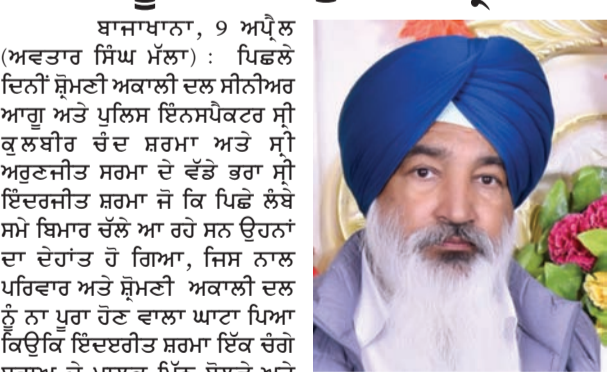 ਬਾਜਾਖਾਨਾ, 9 ਅਪ੍ਰੈਲ
(ਅਵਤਾਰ ਸਿੰਘ ਮੱਲਾ) : ਪਿਛਲੇ
ਦਿਨੀਂ ਸ਼੍ਰੋਮਣੀ ਅਕਾਲੀ ਦਲ ਸੀਨੀਅਰ
ਆਗੂ ਅਤੇ ਪੁਲਿਸ ਇੰਨਸਪੈਕਟਰ ਸ੍ਰੀ
ਕੁਲਬੀਰ ਚੰਦ ਸ਼ਰਮਾ ਅਤੇ ਸ੍ਰੀ
ਅਰੁਣਜੀਤ ਸਰਮਾ ਦੇ ਵੱਡੇ ਭਰਾ ਸ੍ਰੀ
ਇੰਦਰਜੀਤ ਸ਼ਰਮਾ ਜੋ ਕਿ ਪਿਛੇ ਲੰਬੇ
ਸਮੇ ਬਿਮਾਰ ਚੱਲੇ ਆ ਰਹੇ ਸਨ ਉਹਨਾਂ
ਦਾ ਦੇਹਾਂਤ ਹੋ ਗਿਆ, ਜਿਸ ਨਾਲ
ਪਰਿਵਾਰ ਅਤੇ ਸ਼੍ਰੋਮਣੀ ਅਕਾਲੀ ਦਲ
ਨੂੰ ਨਾ ਪੂਰਾ ਹੋਣ ਵਾਲਾ ਘਾਟਾ ਪਿਆ
ਕਿਉਕਿ ਇੰਦਏਰੀਤ ਸ਼ਰਮਾ ਇੱਕ ਚੰਗੇ